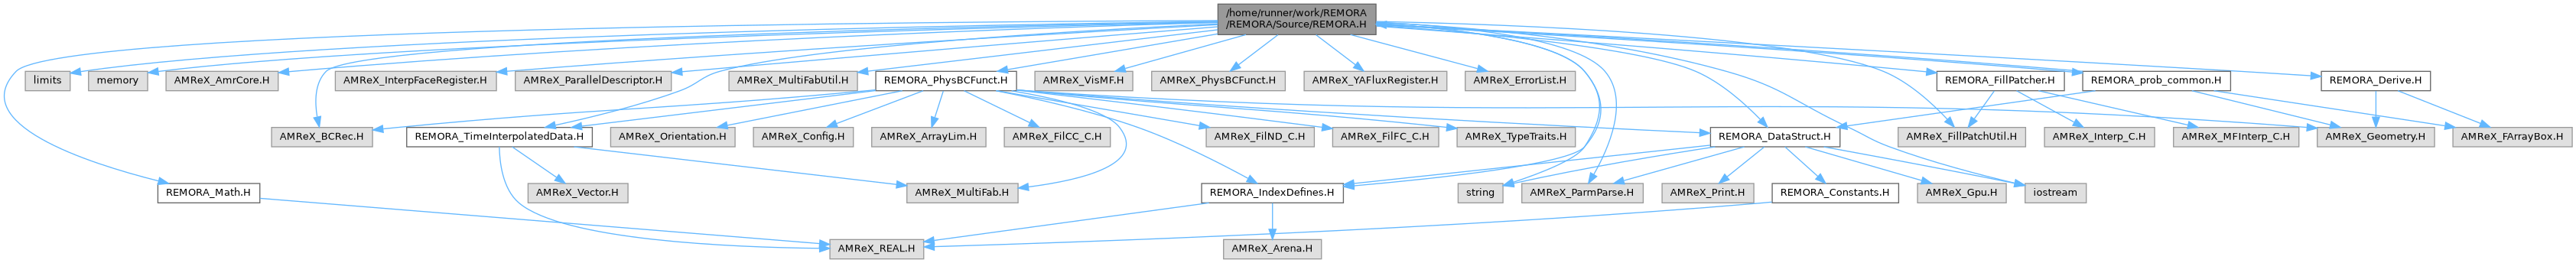 /home/runner/work/REMORA
/REMORA/Source/REMORA.H
limits
memory
AMReX_AmrCore.H
AMReX_InterpFaceRegister.H
AMReX_ParallelDescriptor.H
AMReX_MultiFabUtil.H
REMORA_PhysBCFunct.H
AMReX_VisMF.H
AMReX_PhysBCFunct.H
AMReX_YAFluxRegister.H
AMReX_ErrorList.H
REMORA_FillPatcher.H
REMORA_prob_common.H
REMORA_Derive.H
AMReX_BCRec.H
REMORA_TimeInterpolatedData.H
AMReX_Orientation.H
AMReX_Config.H
AMReX_ArrayLim.H
AMReX_FilCC_C.H
AMReX_FilND_C.H
AMReX_FilFC_C.H
AMReX_TypeTraits.H
REMORA_DataStruct.H
AMReX_FillPatchUtil.H
AMReX_Interp_C.H
AMReX_MFInterp_C.H
AMReX_Geometry.H
AMReX_FArrayBox.H
REMORA_Math.H
AMReX_Vector.H
AMReX_MultiFab.H
REMORA_IndexDefines.H
string
AMReX_ParmParse.H
AMReX_Print.H
REMORA_Constants.H
AMReX_Gpu.H
iostream
AMReX_REAL.H
AMReX_Arena.H